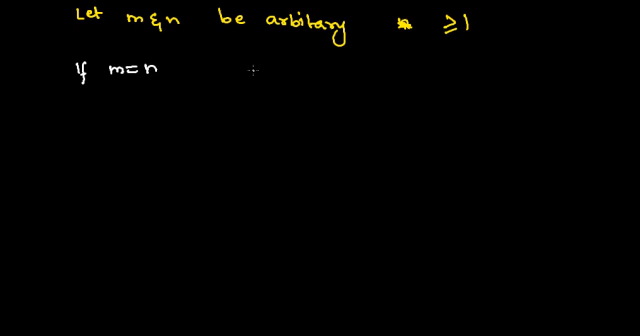 Let m & n be arbitary ≥ 1
If m = n